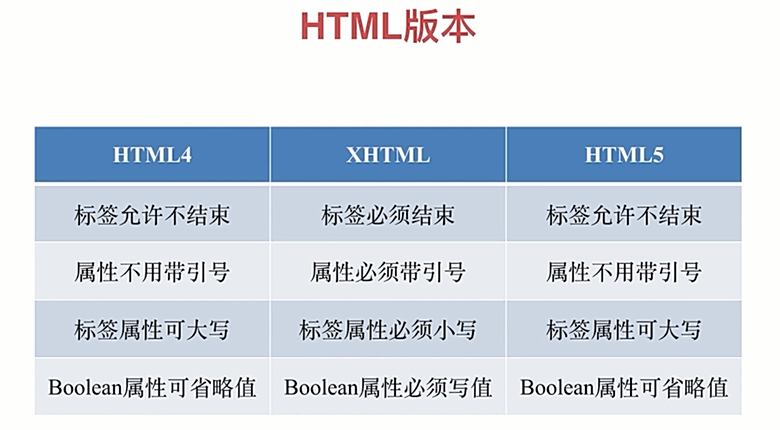 HTML版本
HTML4 XHTML HTML5
标签允许不结束 标签必须结束 标签允许不结束
属性不用带引号 属性必须带引号 属性不用带引号
标签属性可大写 标签属性必须小写 标签属性可大写
Boolean属性可省略值 Boolean属性必须写值 Boolean属性可省略值